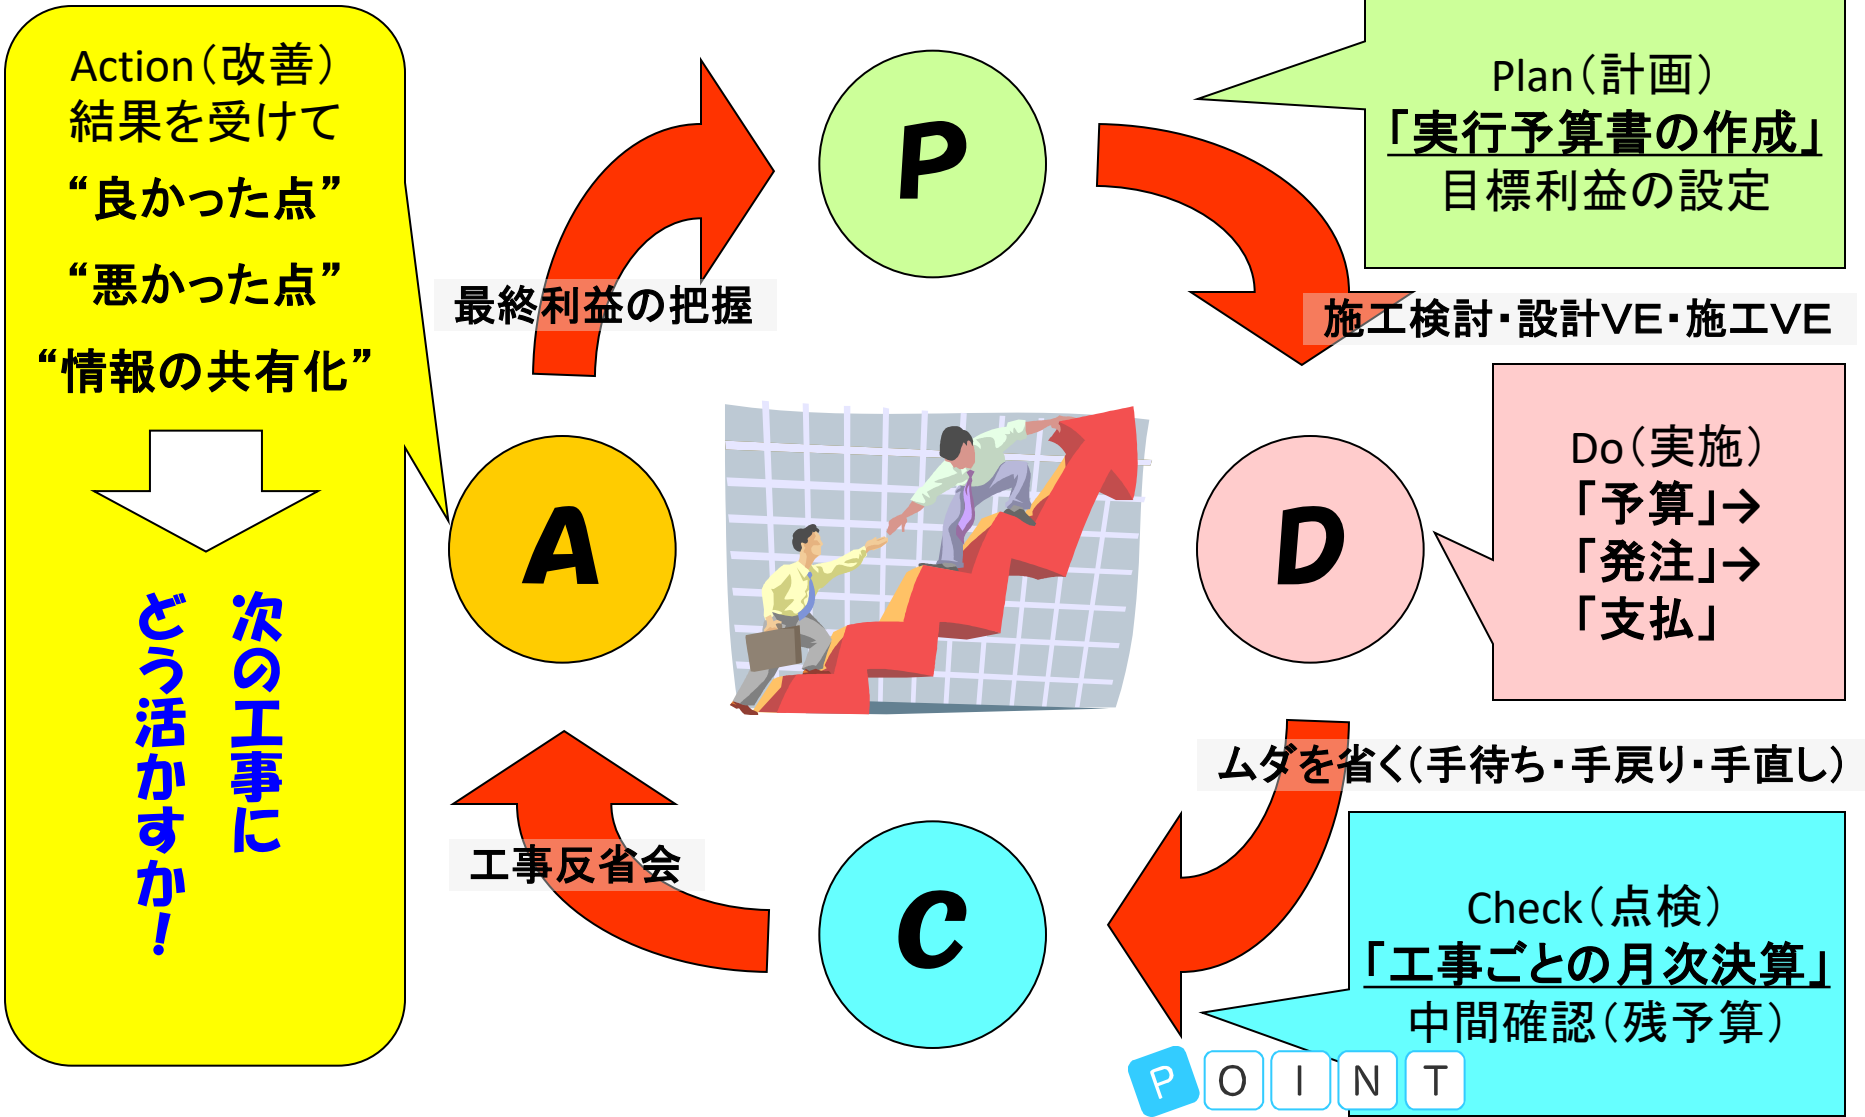 Action（改善）
結果を受けて
“良かった点”
“悪かった点”
“情報の共有化”
次の工事に
どう活かすか！
P
Plan（計画）
「実行予算書の作成」
目標利益の設定
最終利益の把握
施工検討・設計VE・施工VE
A
D
Do（実施）
「予算」→
「発注」→
「支払」
ムダを省く（手待ち・手戻り・手直し）
工事反省会
C
Check（点検）
「工事ごとの月次決算」
中間確認（残予算）
POINT